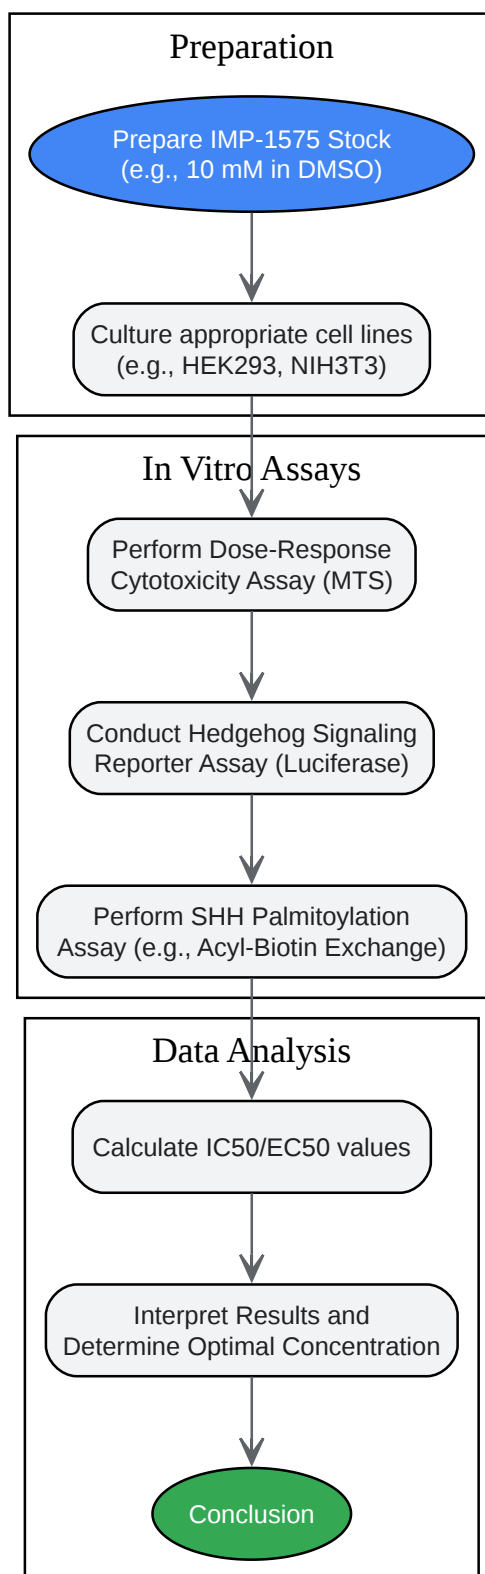 Preparation
Prepare IMP-1575 Stock
(e.g., 10 mM in DMSO)
Culture appropriate cell lines
(e.g., HEK293, NIH3T3)
In Vitro Assays
Perform Dose-Response
Cytotoxicity Assay (MTS)
Conduct Hedgehog Signaling
Reporter Assay (Luciferase)
Perform SHH Palmitoylation
Assay (e.g., Acyl-Biotin Exchange)
Data Analysis
Calculate IC50/EC50 values
Interpret Results and
Determine Optimal Concentration
Conclusion